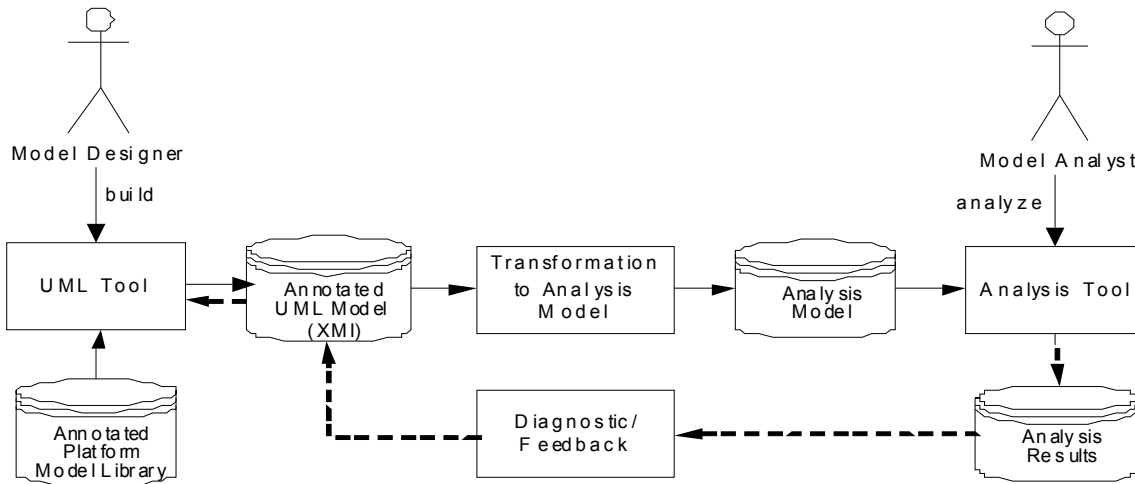 Model Designer
Model Analyst
build
analyze
UML Tool
Annotated
UML Model
(XMI)
Transformation
to Analysis
Model
Analysis
Model
Analysis Tool
Annotated
Platform
Model Library
Diagnostic/
Feedback
Analysis
Results